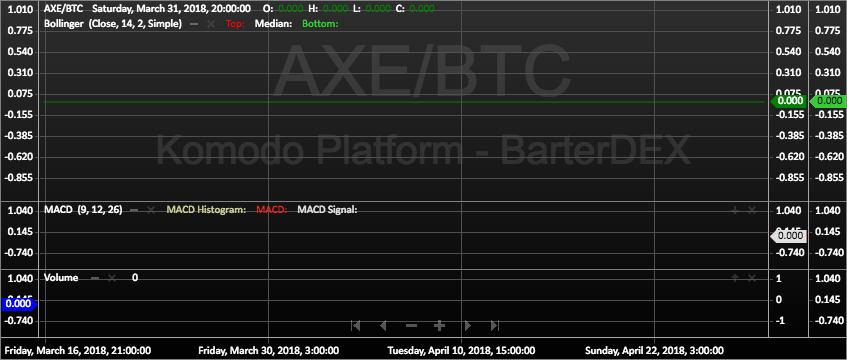 AXE/BTC Saturday, March 31, 2018, 20:00:00 O: 0.000 H: 0.000 L: 0.000 C: 0.000
Bollinger (Close, 14, 2, Simple) Top: Median: Bottom:
AXE/BTC
Komodo Platform - BarterDEX
1.010 1.010 1.010
0.775 0.775 0.775
0.540 0.540 0.540
0.310 0.310 0.310
0.075 0.075 0.075
0.000 0.000
-0.155 -0.155 -0.155
-0.385 -0.385 -0.385
-0.620 -0.620 -0.620
-0.855 -0.855 -0.855
MACD (9, 12, 26) MACD Histogram: MACD: MACD Signal:
1.040 1.040 1.040
0.145 0.145
0.000
-0.740 -0.740 -0.740
Volume 0
1.040 1 1.040
0.145 0 0.145
0.000
-0.740 -1 -0.740
Friday, March 16, 2018, 21:00:00 Friday, March 30, 2018, 3:00:00 Tuesday, April 10, 2018, 15:00:00 Sunday, April 22, 2018, 3:00:00